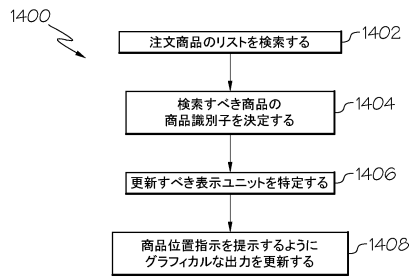 1400
注文商品のリストを検索する
1402
検索すべき商品の
商品識別子を決定する
1404
更新すべき表示ユニットを特定する
1406
商品位置指示を提示するように
グラフィカルな出力を更新する
1408